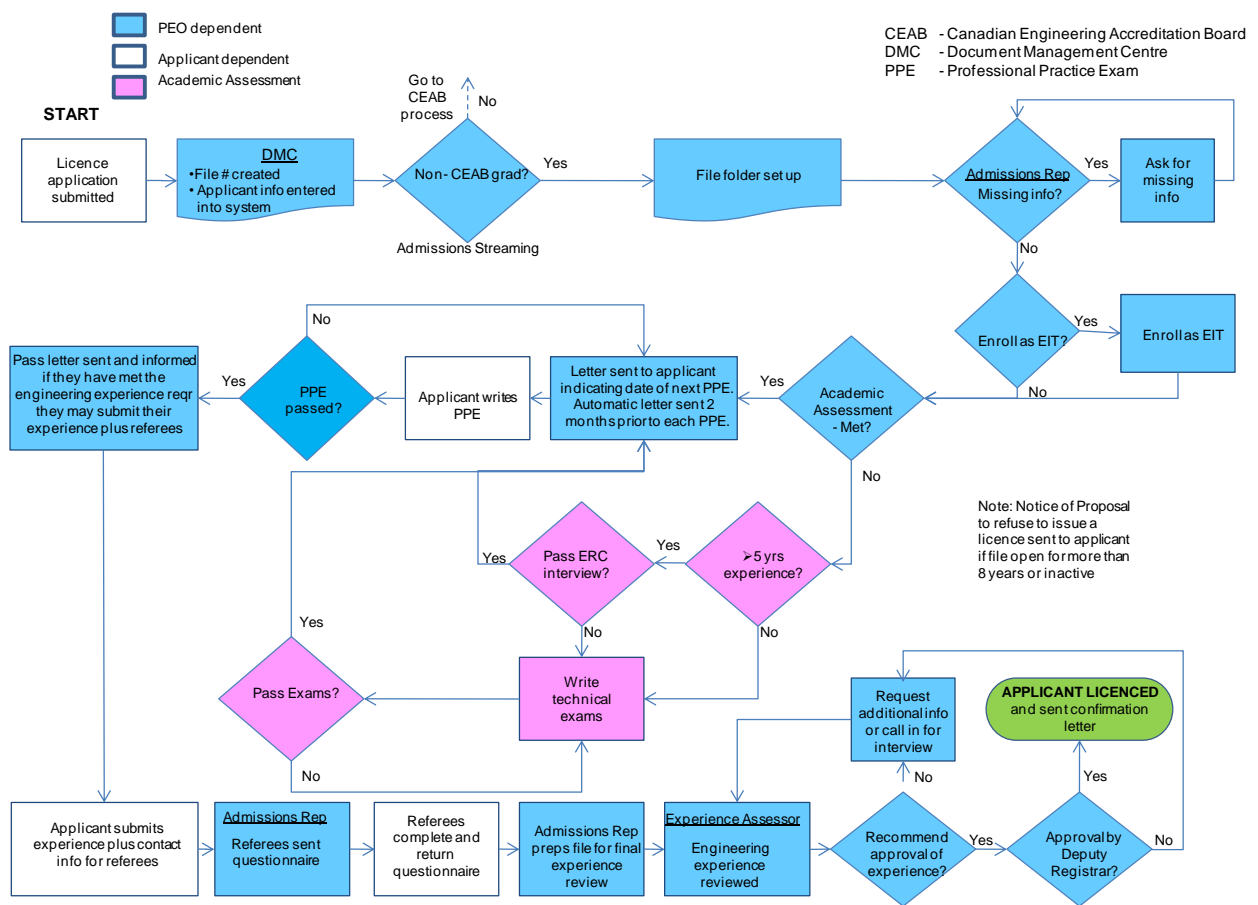 PEO dependent
Applicant dependent
Academic Assessment
CEAB - Canadian Engineering Accreditation Board
DMC - Document Management Centre
PPE - Professional Practice Exam
START
Licence
application
submitted
DMC
•File # created
• Applicant info entered
into system
Go to
CEAB
process
No
Non- CEAB grad?
Yes
Admissions Streaming
File folder set up
Admissions Rep
Missing info?
Yes
Ask for
missing
info
No
Enroll as EIT?
Yes
Enroll as EIT
No
Academic
Assessment
- Met?
Yes
No
Letter sent to applicant
indicating date of next PPE.
Automatic letter sent 2
months prior to each PPE.
Applicant writes
PPE
PPE
passed?
No
Yes
Pass letter sent and informed
if they have met the
engineering experience reqr
they may submit their
experience plus referees
➢5 yrs
experience?
Yes
No
Pass ERC
interview?
Yes
No
Write
technical
exams
Pass Exams?
Yes
No
Note: Notice of Proposal
to refuse to issue a
licence sent to applicant
if file open for more than
8 years or inactive
Applicant submits
experience plus contact
info for referees
Admissions Rep
Referees sent
questionnaire
Referees
complete and
return
questionnaire
Admissions Rep
preps file for final
experience
review
Experience Assessor
Engineering
experience
reviewed
Request
additional info
or call in for
interview
No
Recommend
approval of
experience?
Yes
Approval by
Deputy
Registrar?
No
Yes
APPLICANT LICENCED
and sent confirmation
letter